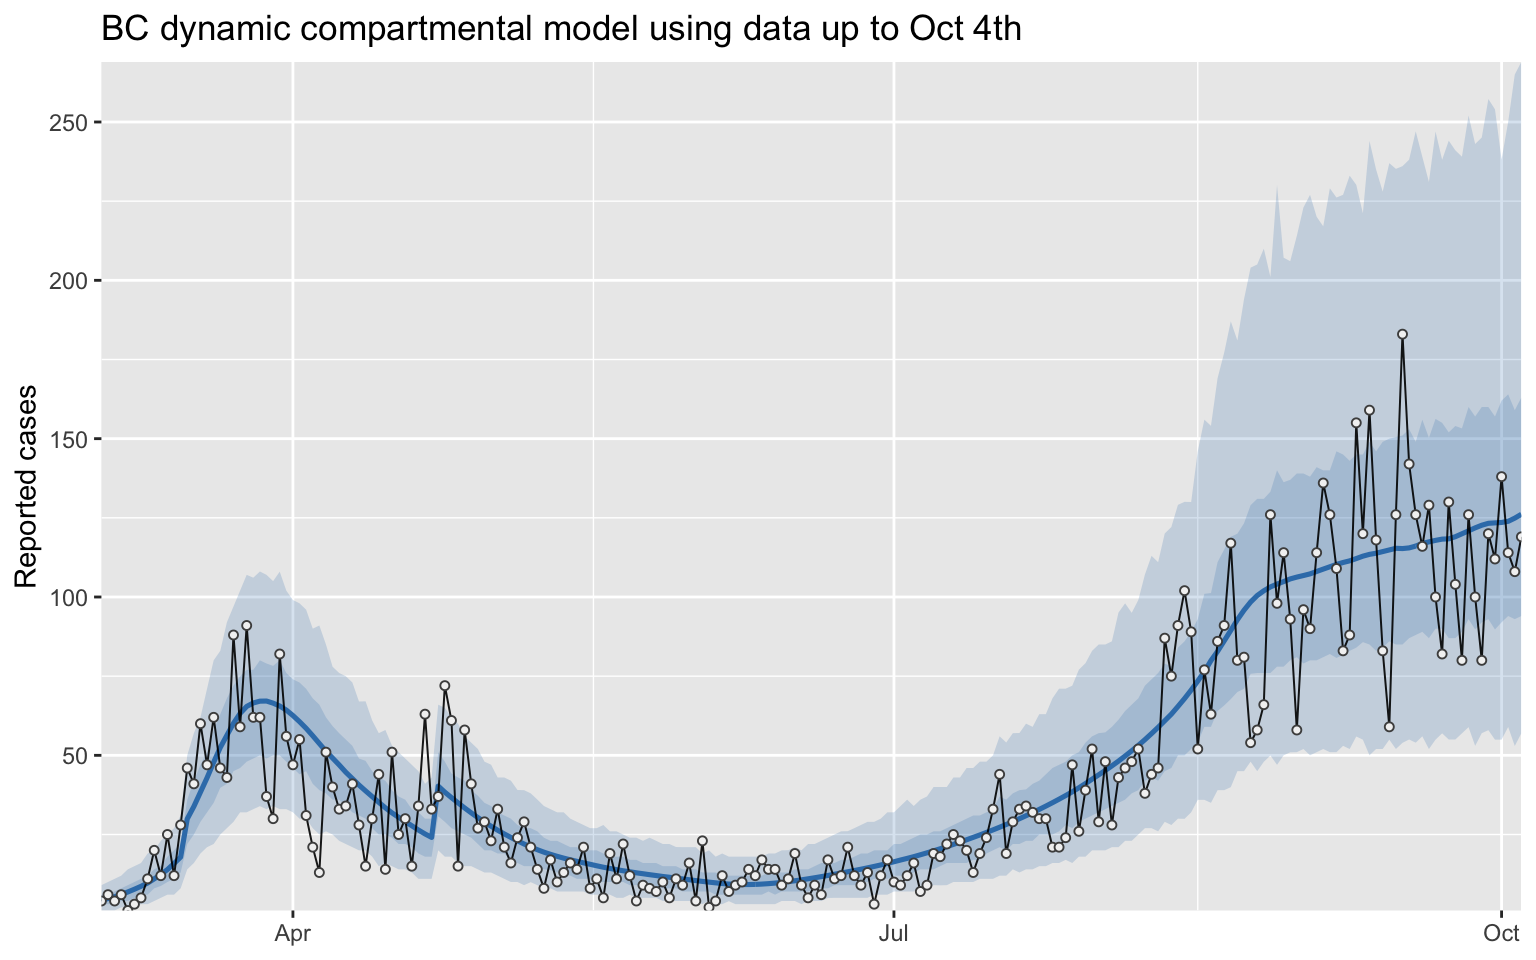 BC dynamic compartmental model using data up to Oct 4th
Reported cases
250
200
150
100
50
Apr
Jul
Oct